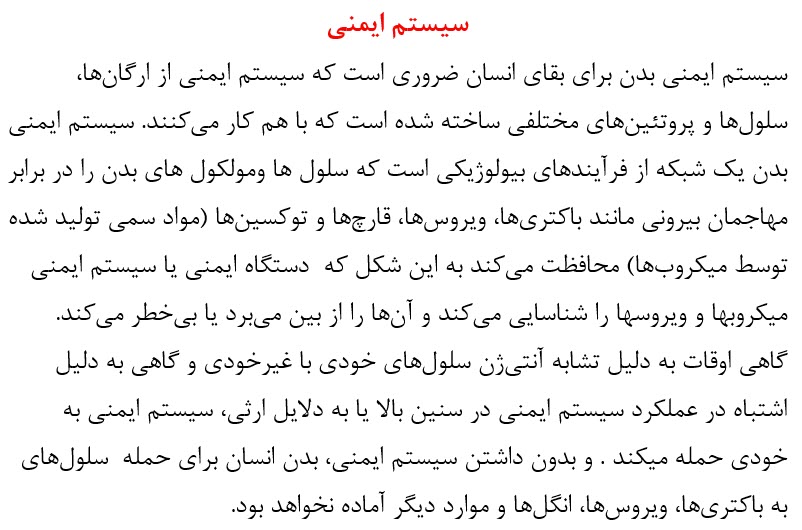 سیستم ایمنی
سیستم ایمنی بدن برای بقای انسان ضروری است که سیستم ایمنی از ارگان‌ها،
سلول‌ها و پروتئین‌های مختلفی ساخته شده است که با هم کار می‌کنند. سیستم ایمنی
بدن یک شبکه از فرآیندهای بیولوژیکی است که سلول ها ومولکول های بدن را در برابر
مهاجمان بیرونی مانند باکتری‌ها، ویروس‌ها، قارچ‌ها و توکسین‌ها (مواد سمی تولید شده
توسط میکروب‌ها) محافظت می‌کند به این شکل که  دستگاه ایمنی یا سیستم ایمنی
میکروبها و ویروسها را شناسایی می‌کند و آن‌ها را از بین می‌برد یا بی‌خطر می‌کند.
گاهی اوقات به دلیل تشابه آنتی‌ژن سلول‌های خودی با غیرخودی و گاهی به دلیل
اشتباه در عملکرد سیستم ایمنی در سنین بالا یا به دلایل ارثی، سیستم ایمنی به
خودی حمله میکند . و بدون داشتن سیستم ایمنی، بدن انسان برای حمله  سلول‌های
به باکتری‌ها، ویروس‌ها، انگل‌ها و موارد دیگر آماده نخواهد بود.